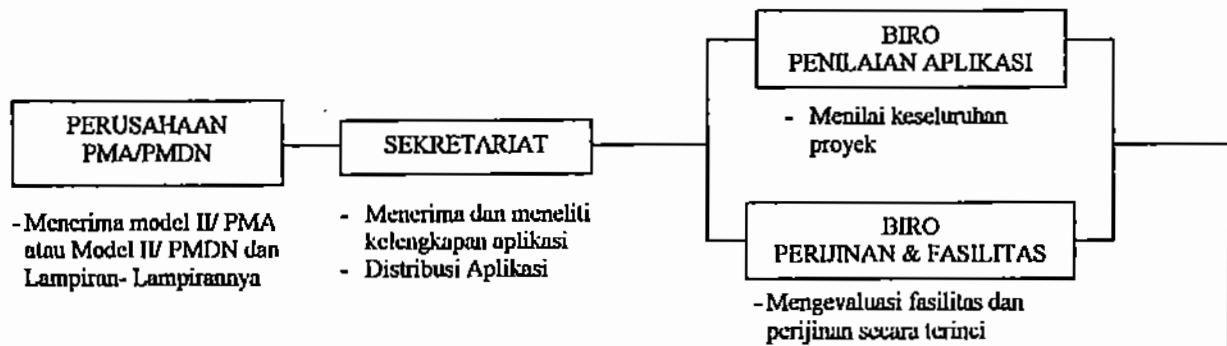 PERUSAHAAN
PMA/PMDN
- Menerima model II/ PMA
atau Model II/ PMDN dan
Lampiran- Lampirannya
SEKRETARIAT
- Menerima dan meneliti
kelengkapan aplikasi
- Distribusi Aplikasi
BIRO
PENILAIAN APLIKASI
- Menilai keseluruhan
proyek
BIRO
PERIJINAN & FASILITAS
- Mengevaluasi fasilitas dan
perijinan secara terinci